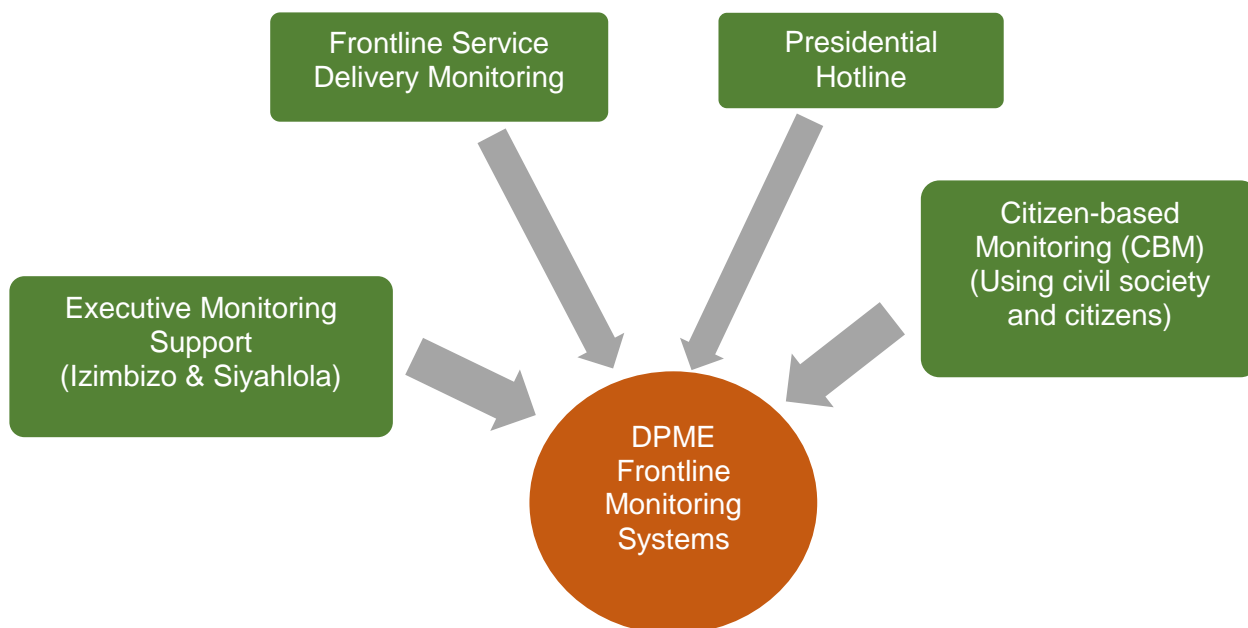 Frontline Service
Delivery Monitoring
Presidential
Hotline
Citizen-based
Monitoring (CBM)
(Using civil society
and citizens)
Executive Monitoring
Support
(Izimbizo & Siyahlola)
DPME
Frontline
Monitoring
Systems